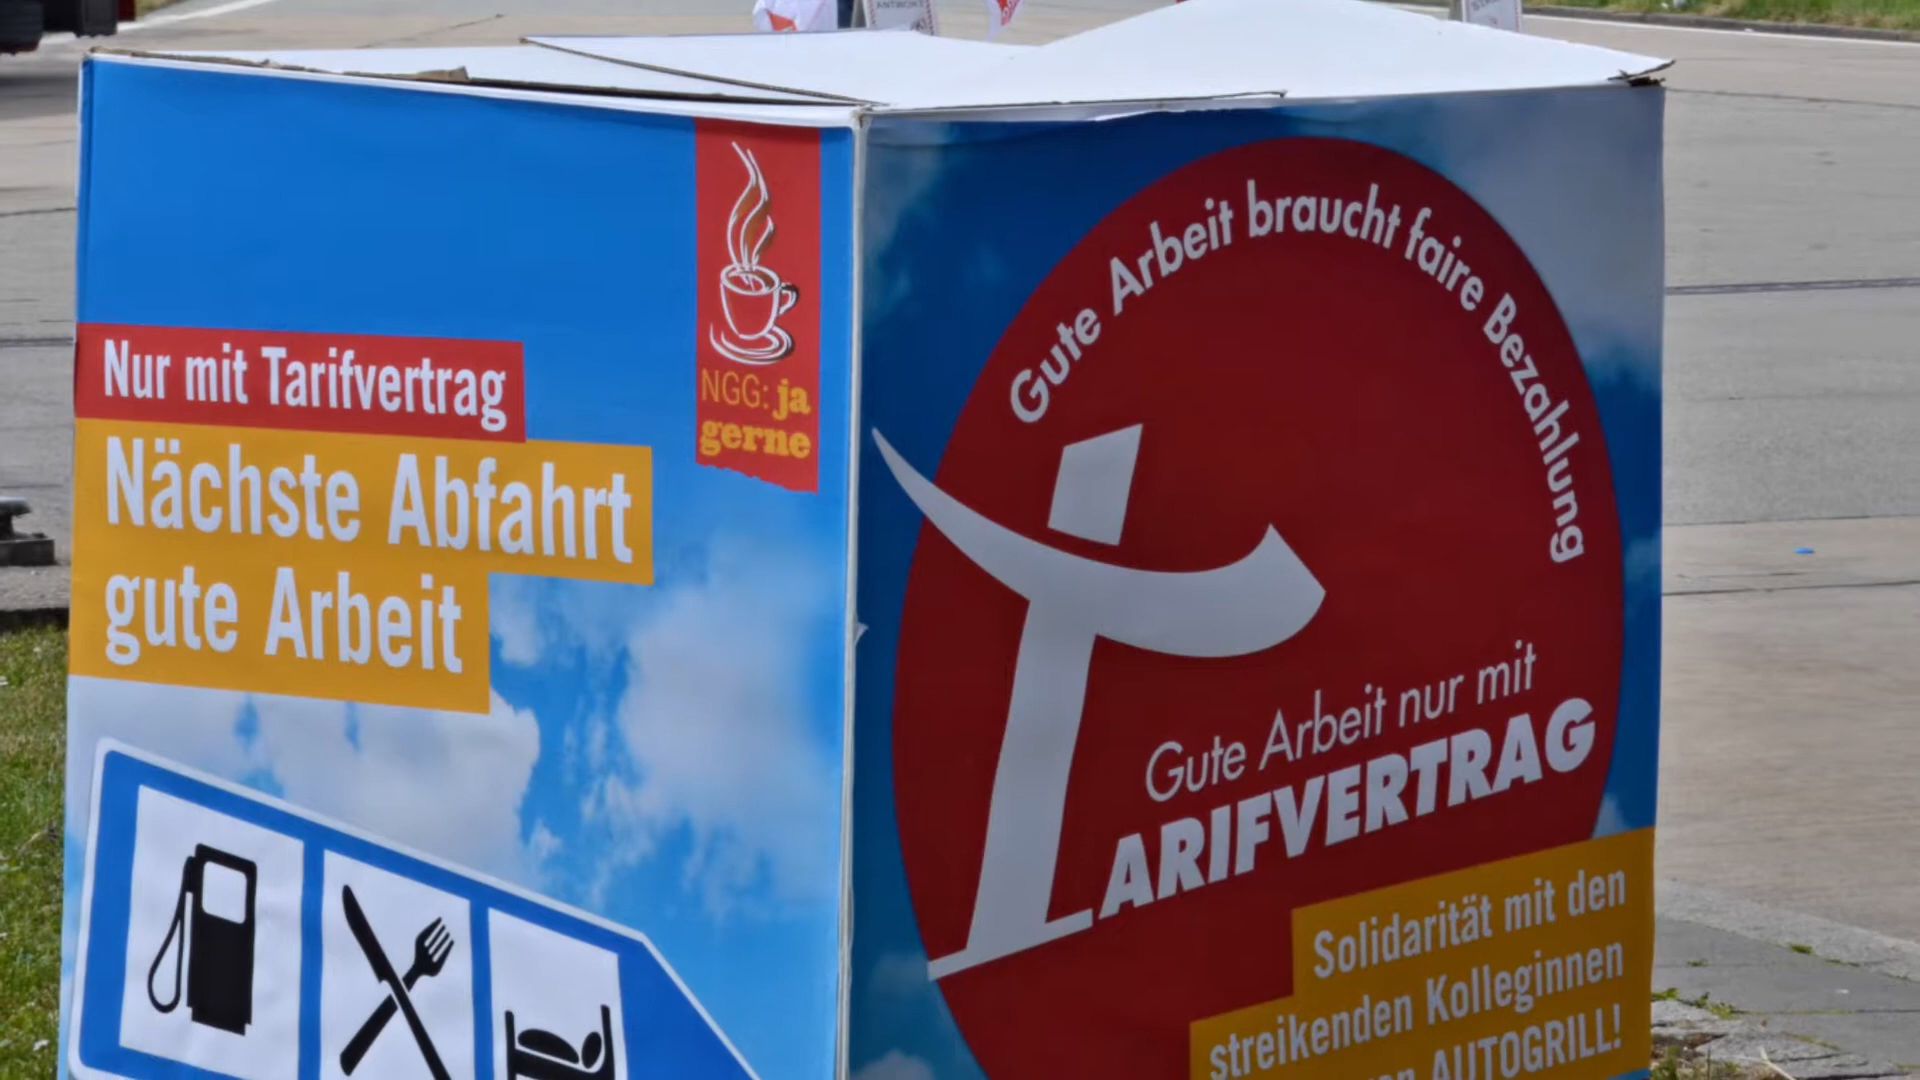 Nur mit Tarifvertrag
Nächste Abfahrt
gute Arbeit
NGG: ja
gerne
Gute Arbeit braucht faire Bezahlung
Gute Arbeit nur mit
TARIFVERTRAG
Solidarität mit den
streikenden Kolleginnen
AUTOGRILL!